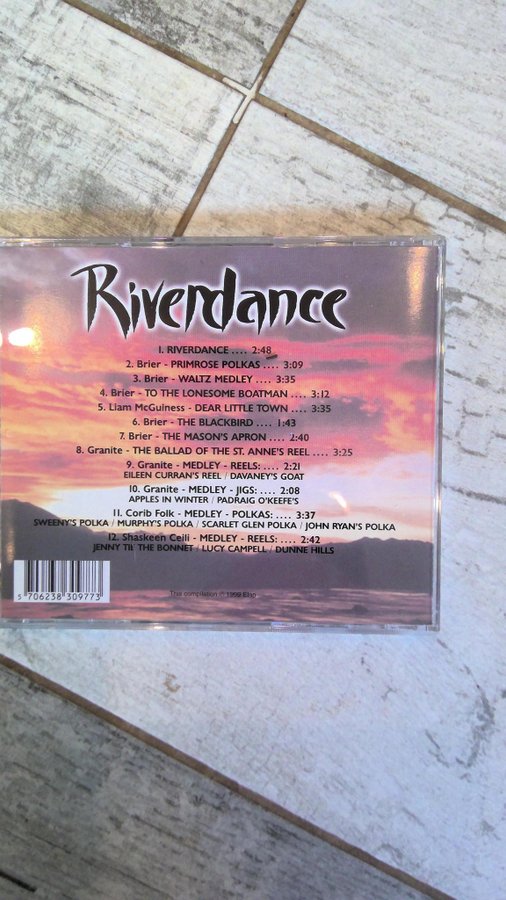 Riverdance
1. RIVERDANCE .... 2:48
2. Brier - PRIMROSE POLKAS .... 3:09
3. Brier - WALTZ MEDLEY .... 3:35
4. Brier - TO THE LONESOME BOATMAN .... 3:12
5. Liam McGuiness - DEAR LITTLE TOWN .... 3:35
6. Brier - THE BLACKBIRD .... 1:43
7. Brier - THE MASON'S APRON .... 2:40
8. Granite - THE BALLAD OF THE ST. ANNE'S REEL .... 3:25
9. Granite - MEDLEY - REELS: .... 2:21
EILEEN CURRAN'S REEL / DAVANEY'S GOAT
10. Granite - MEDLEY - JIGS: .... 2:08
APPLES IN WINTER / PADRAIG O'KEEFE'S
11. Corib Folk - MEDLEY - POLKAS: .... 3:37
SWEENY'S POLKA / MURPHY'S POLKA / SCARLET GLEN POLKA / JOHN RYAN'S POLKA
12. Shaskeen Ceili - MEDLEY - REELS: .... 2:42
JENNY TIE THE BONNET / LUCY CAMPELL / DUNNE HILLS
5 706238 309773
This compilation ℗ 1999 Elap